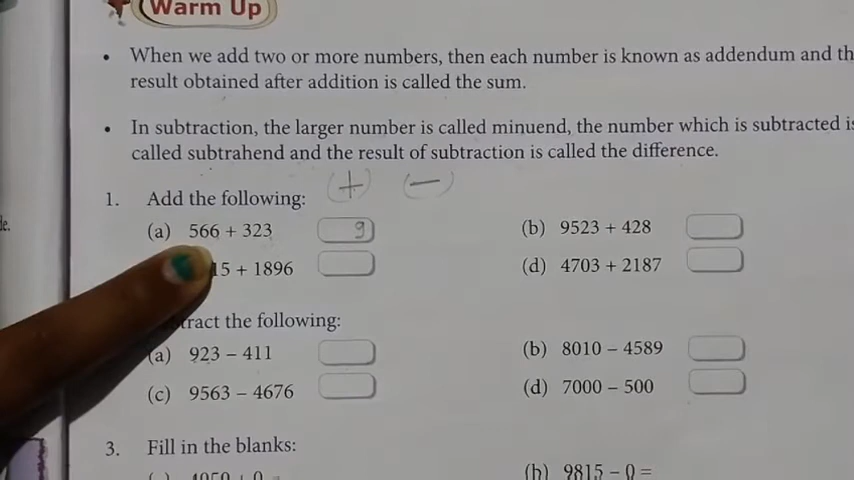 Warm Up
• When we add two or more numbers, then each number is known as addendum and th
result obtained after addition is called the sum.
• In subtraction, the larger number is called minuend, the number which is subtracted is
called subtrahend and the result of subtraction is called the difference.
1. Add the following: (+) (−)
(a) 566 + 323 9 (b) 9523 + 428
15 + 1896 (d) 4703 + 2187
tract the following:
(a) 923 – 411 (b) 8010 – 4589
(c) 9563 – 4676 (d) 7000 – 500
3. Fill in the blanks:
(b) 9815 – 0 =